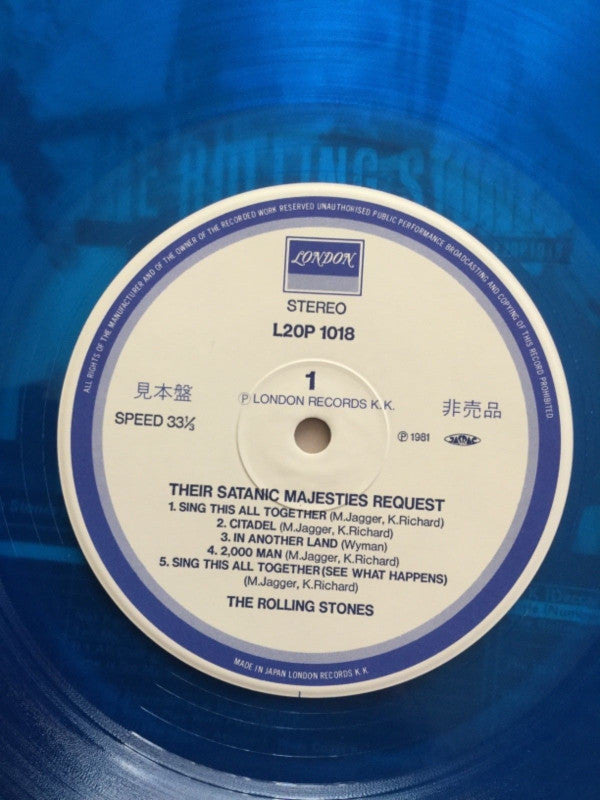 THE ROLLING STONES
ALL RIGHTS OF THE MANUFACTURER AND OF THE OWNER OF THE RECORDED WORK RESERVED UNAUTHORISED PUBLIC PERFORMANCE BROADCASTING AND COPYING OF THIS RECORD PROHIBITED
LONDON
STEREO
L20P 1018
見本盤
1
非売品
SPEED 33⅓
Ⓟ LONDON RECORDS K.K.
Ⓟ 1981
JASRAC
THEIR SATANIC MAJESTIES REQUEST
1. SING THIS ALL TOGETHER (M.Jagger, K.Richard)
2. CITADEL (M.Jagger, K.Richard)
3. IN ANOTHER LAND (Wyman)
4. 2,000 MAN (M.Jagger, K.Richard)
5. SING THIS ALL TOGETHER(SEE WHAT HAPPENS)
(M.Jagger, K.Richard)
THE ROLLING STONES
MADE IN JAPAN LONDON RECORDS K.K.